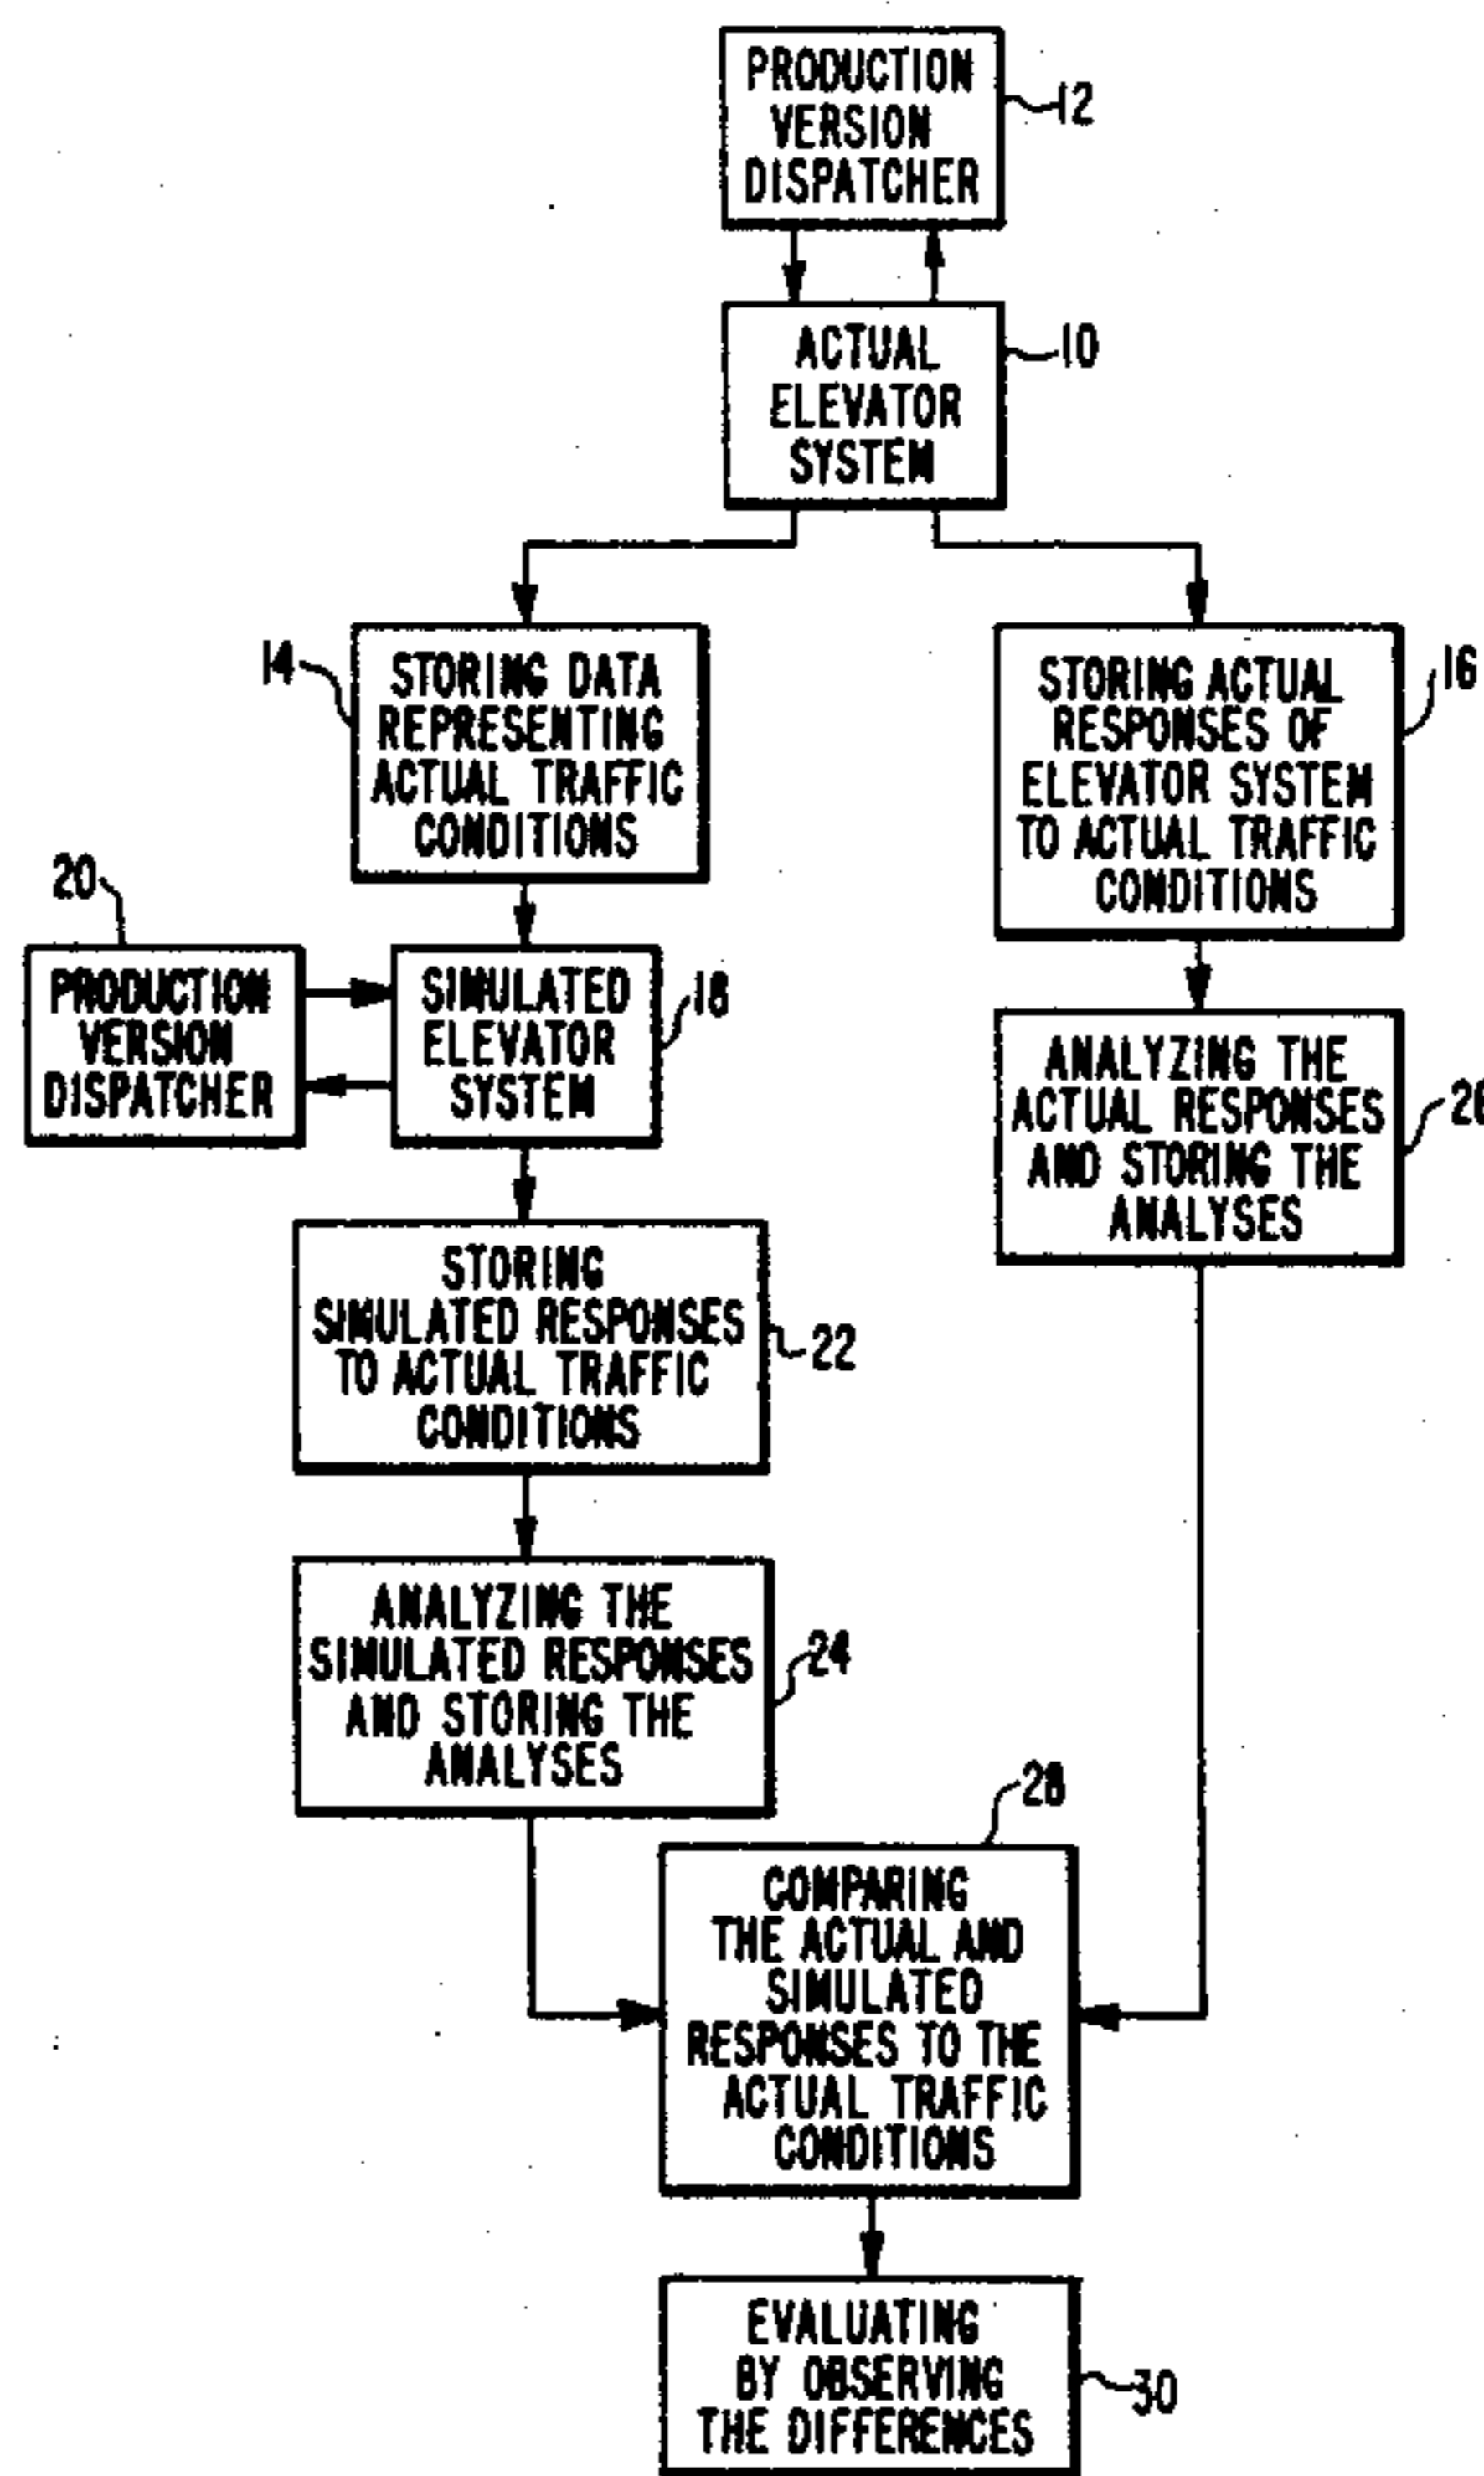 PRODUCTION
VERSION
DISPATCHER
12
ACTUAL
ELEVATOR
SYSTEM
10
14
STORING DATA
REPRESENTING
ACTUAL TRAFFIC
CONDITIONS
STORING ACTUAL
RESPONSES OF
ELEVATOR SYSTEM
TO ACTUAL TRAFFIC
CONDITIONS
16
20
PRODUCTION
VERSION
DISPATCHER
SIMULATED
ELEVATOR
SYSTEM
18
ANALYZING THE
ACTUAL RESPONSES
AND STORING THE
ANALYSES
26
STORING
SIMULATED RESPONSES
TO ACTUAL TRAFFIC
CONDITIONS
22
ANALYZING THE
SIMULATED RESPONSES
AND STORING THE
ANALYSES
24
28
COMPARING
THE ACTUAL AND
SIMULATED
RESPONSES TO THE
ACTUAL TRAFFIC
CONDITIONS
EVALUATING
BY OBSERVING
THE DIFFERENCES
30